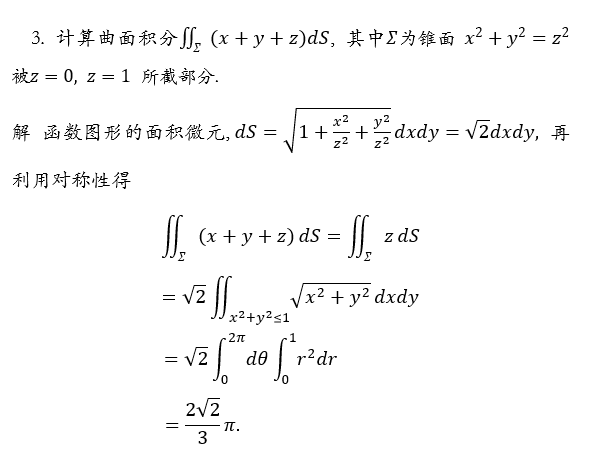 3. 计算曲面积分∬_Σ (x + y + z)dS, 其中Σ为锥面 x² + y² = z²
被z = 0, z = 1 所截部分.
解 函数图形的面积微元, dS = √(1 + x²/z² + y²/z²) dxdy = √2dxdy, 再
利用对称性得
∬_Σ (x + y + z) dS = ∬_Σ z dS
= √2 ∬_{x²+y²≤1} √(x² + y²) dxdy
= √2 ∫_0^{2π} dθ ∫_0^1 r²dr
= 2√2/3 π.